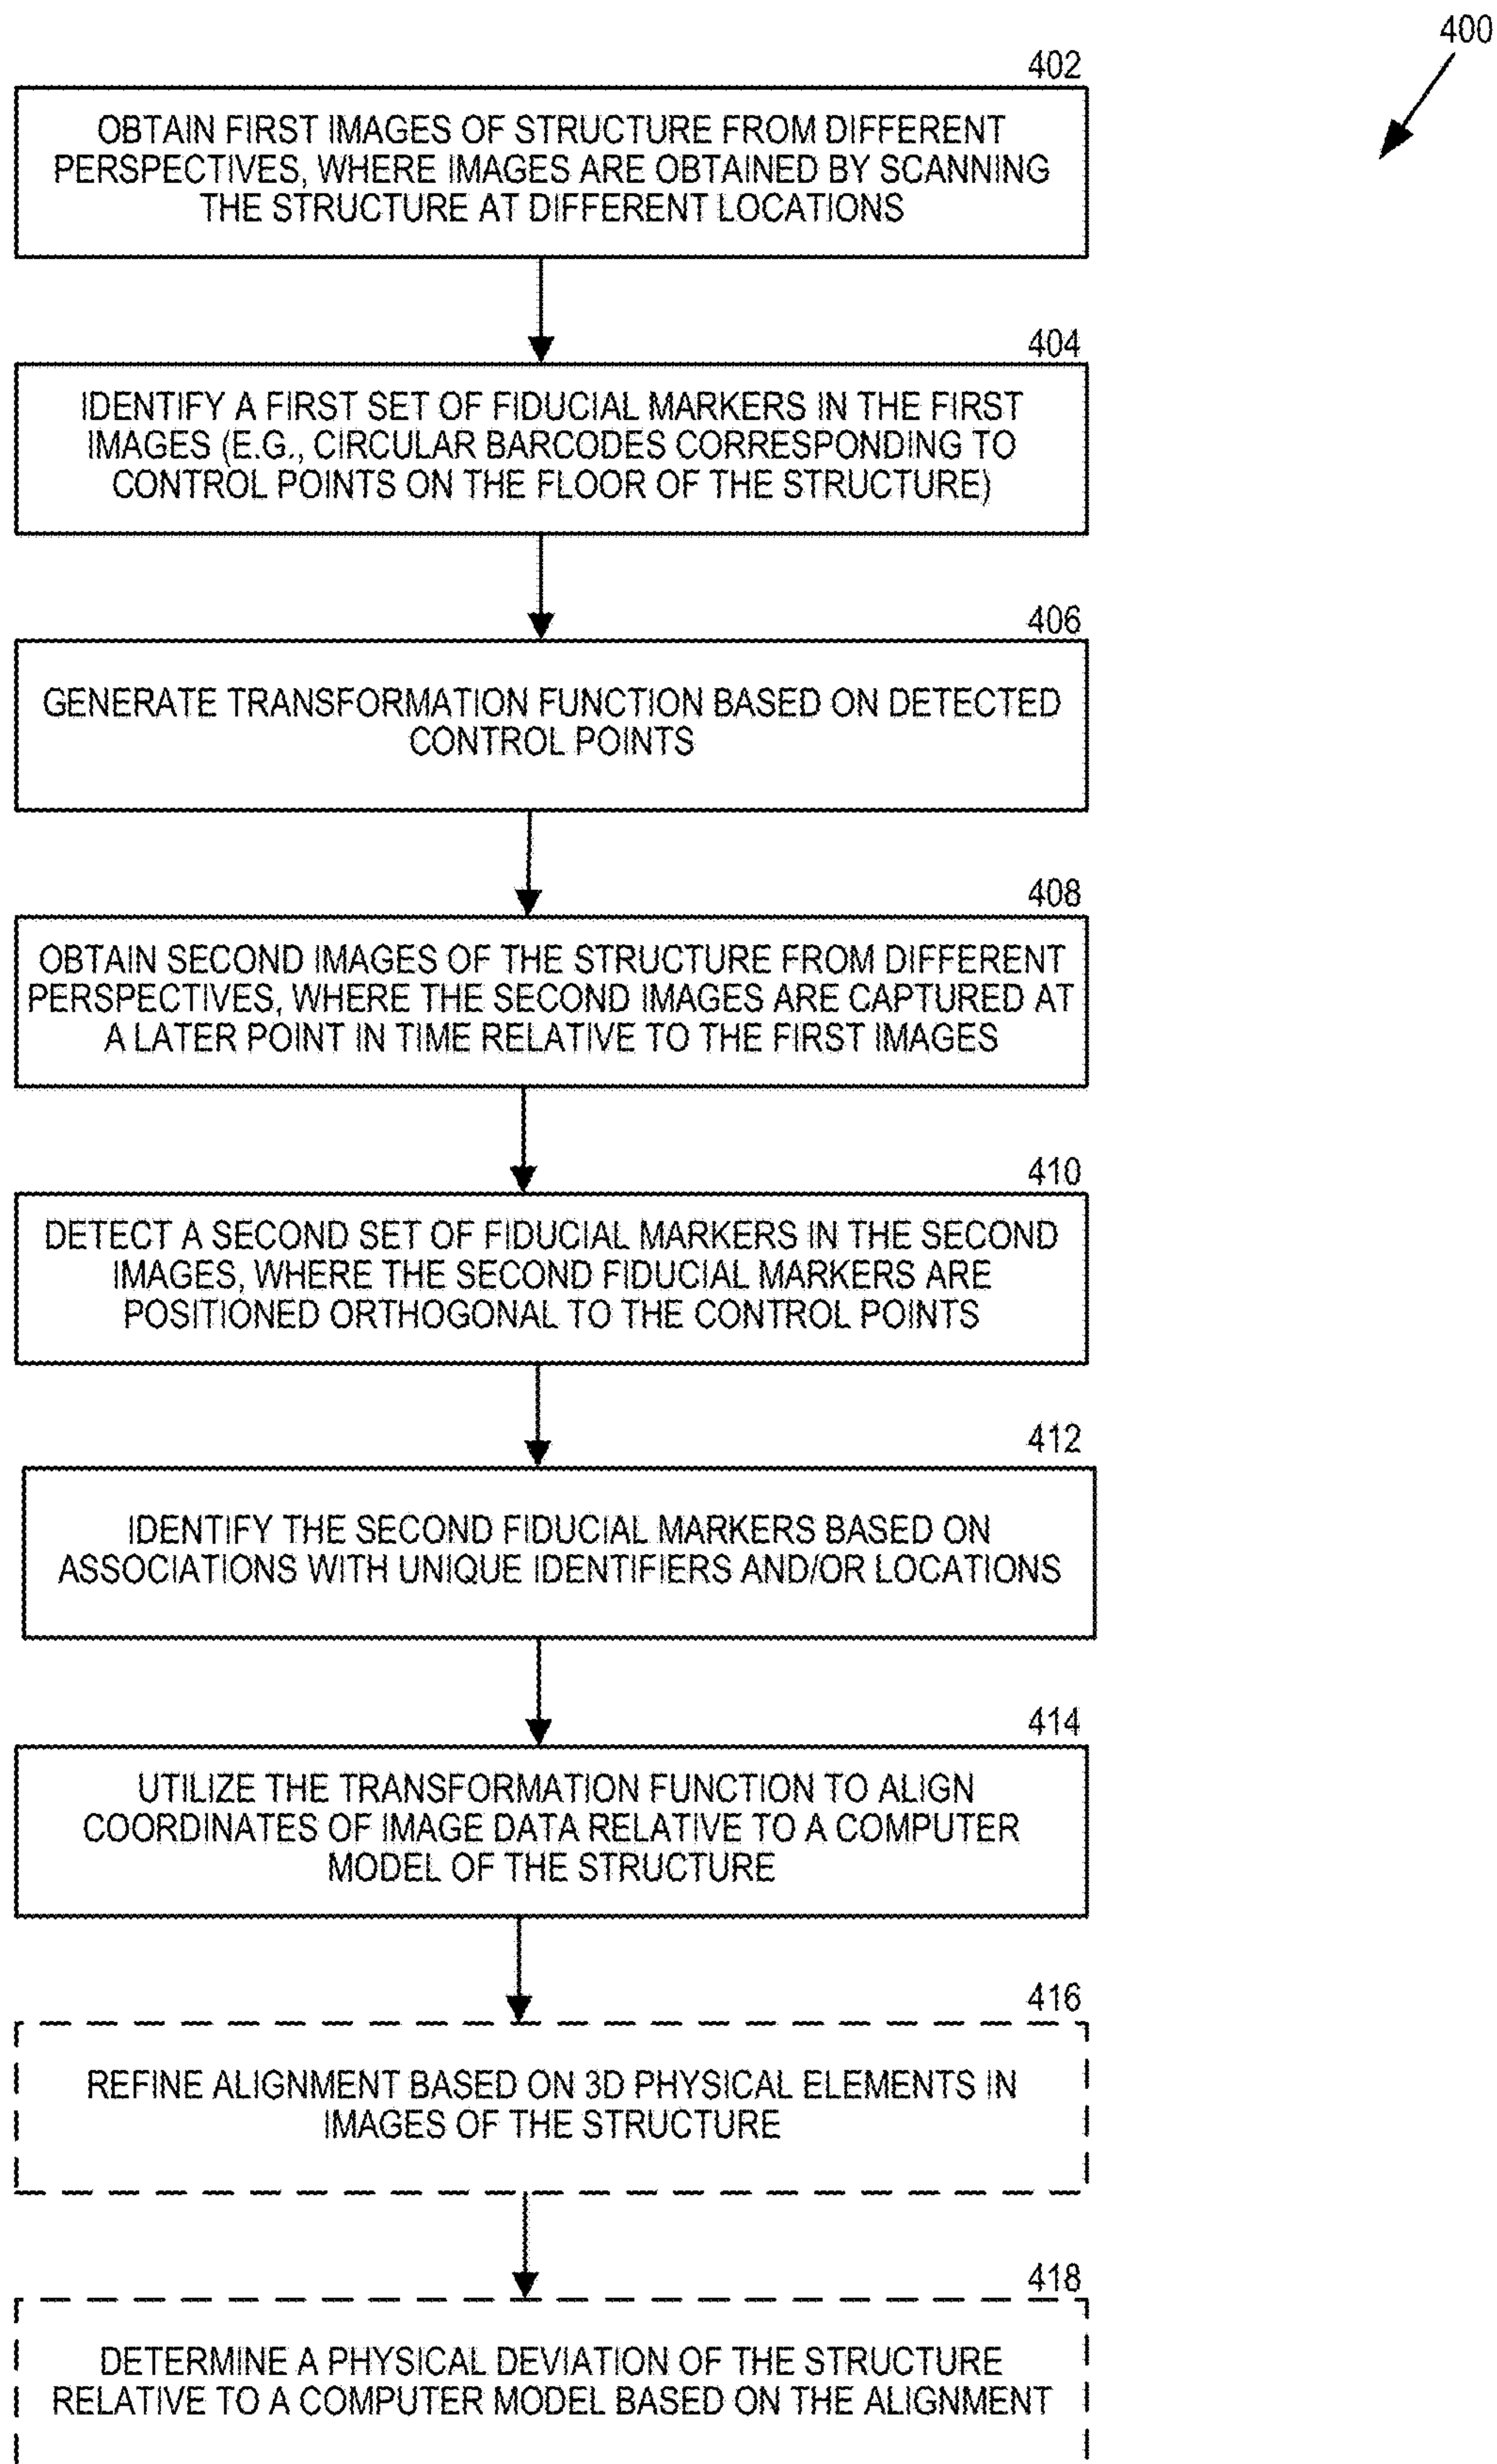 400
402
OBTAIN FIRST IMAGES OF STRUCTURE FROM DIFFERENT
PERSPECTIVES, WHERE IMAGES ARE OBTAINED BY SCANNING
THE STRUCTURE AT DIFFERENT LOCATIONS
404
IDENTIFY A FIRST SET OF FIDUCIAL MARKERS IN THE FIRST
IMAGES (E.G., CIRCULAR BARCODES CORRESPONDING TO
CONTROL POINTS ON THE FLOOR OF THE STRUCTURE)
406
GENERATE TRANSFORMATION FUNCTION BASED ON DETECTED
CONTROL POINTS
408
OBTAIN SECOND IMAGES OF THE STRUCTURE FROM DIFFERENT
PERSPECTIVES, WHERE THE SECOND IMAGES ARE CAPTURED AT
A LATER POINT IN TIME RELATIVE TO THE FIRST IMAGES
410
DETECT A SECOND SET OF FIDUCIAL MARKERS IN THE SECOND
IMAGES, WHERE THE SECOND FIDUCIAL MARKERS ARE
POSITIONED ORTHOGONAL TO THE CONTROL POINTS
412
IDENTIFY THE SECOND FIDUCIAL MARKERS BASED ON
ASSOCIATIONS WITH UNIQUE IDENTIFIERS AND/OR LOCATIONS
414
UTILIZE THE TRANSFORMATION FUNCTION TO ALIGN
COORDINATES OF IMAGE DATA RELATIVE TO A COMPUTER
MODEL OF THE STRUCTURE
416
REFINE ALIGNMENT BASED ON 3D PHYSICAL ELEMENTS IN
IMAGES OF THE STRUCTURE
418
DETERMINE A PHYSICAL DEVIATION OF THE STRUCTURE
RELATIVE TO A COMPUTER MODEL BASED ON THE ALIGNMENT